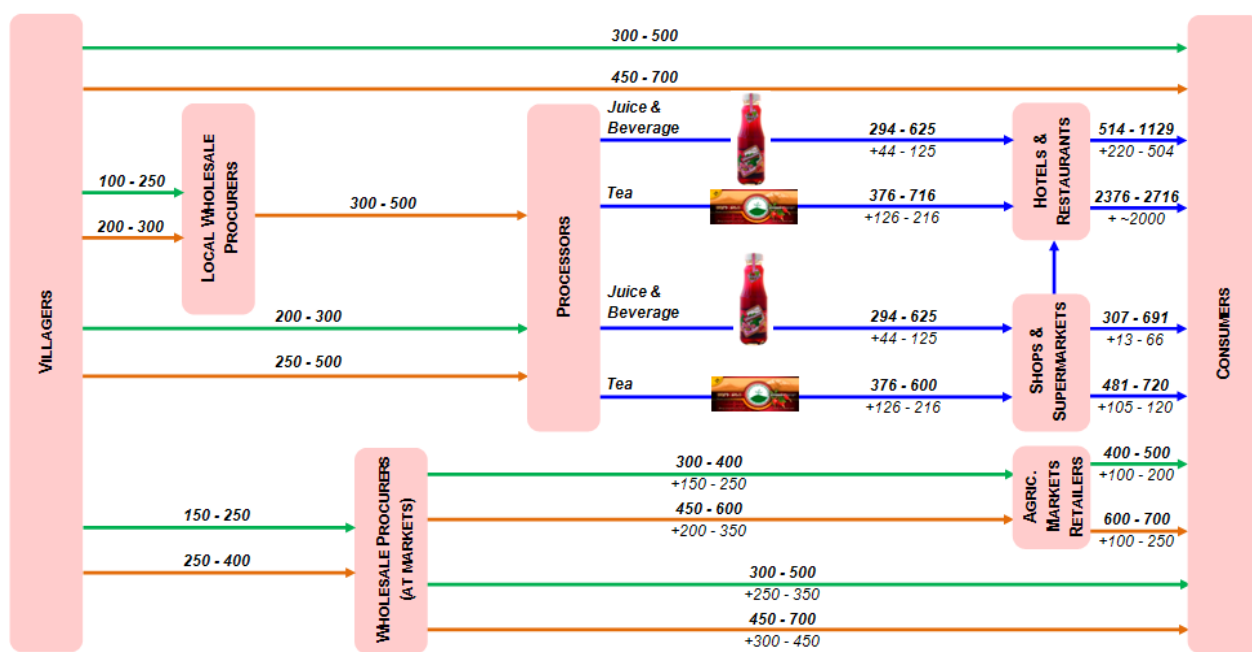 300 - 500
450 - 700
Juice &
Beverage
294 - 625
+44 - 125
514 - 1129
+220 - 504
100 - 250
200 - 300
LOCAL WHOLESALE
PROCURERS
300 - 500
Tea
376 - 716
+126 - 216
HOTELS &
RESTAURANTS
2376 - 2716
+ ~2000
VILLAGERS
PROCESSORS
CONSUMERS
200 - 300
250 - 500
Juice &
Beverage
294 - 625
+44 - 125
SHOPS &
SUPERMARKETS
307 - 691
+13 - 66
Tea
376 - 600
+126 - 216
481 - 720
+105 - 120
150 - 250
250 - 400
WHOLESALE PROCURERS
(AT MARKETS)
300 - 400
+150 - 250
450 - 600
+200 - 350
AGRIC.
MARKETS
RETAILERS
400 - 500
+100 - 200
600 - 700
+100 - 250
300 - 500
+250 - 350
450 - 700
+300 - 450